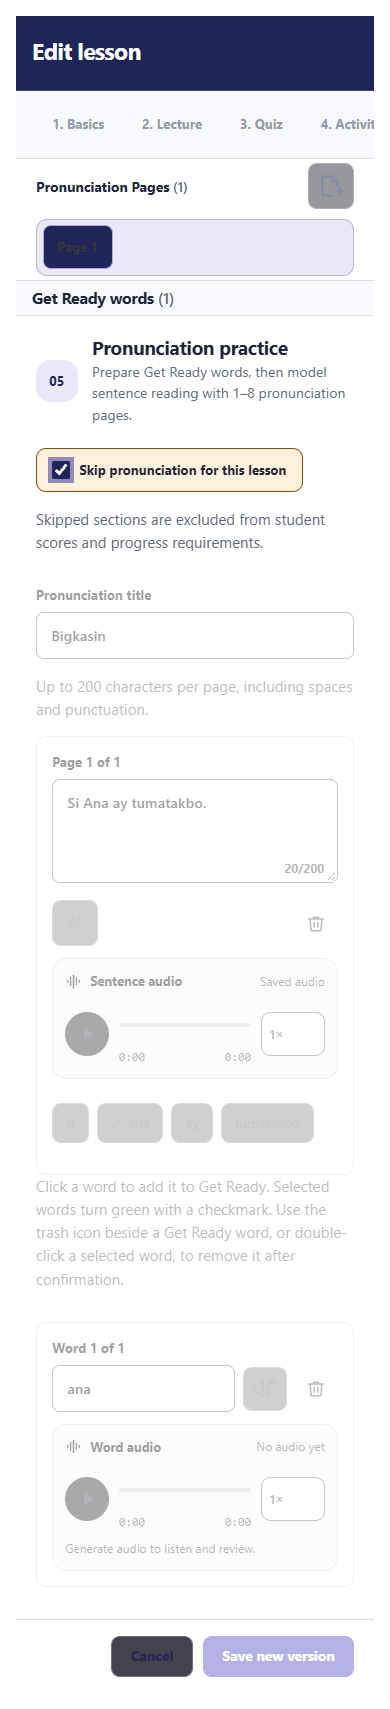 Edit lesson
1. Basics 2. Lecture 3. Quiz 4. Activit
Pronunciation Pages (1)
Page 1
Get Ready words (1)
05
Pronunciation practice
Prepare Get Ready words, then model
sentence reading with 1–8 pronunciation
pages.
Skip pronunciation for this lesson
Skipped sections are excluded from student
scores and progress requirements.
Pronunciation title
Bigkasin
Up to 200 characters per page, including spaces
and punctuation.
Page 1 of 1
Si Ana ay tumatakbo.
20/200
Sentence audio Saved audio
1×
0:00 0:00
si ✓ ana ay tumatakbo
Click a word to add it to Get Ready. Selected
words turn green with a checkmark. Use the
trash icon beside a Get Ready word, or double-
click a selected word, to remove it after
confirmation.
Word 1 of 1
ana
Word audio No audio yet
1×
0:00 0:00
Generate audio to listen and review.
Cancel Save new version